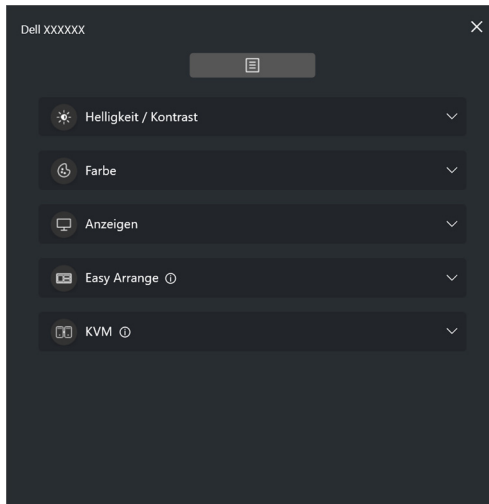 Dell XXXXXX
Helligkeit / Kontrast
Farbe
Anzeigen
Easy Arrange
KVM